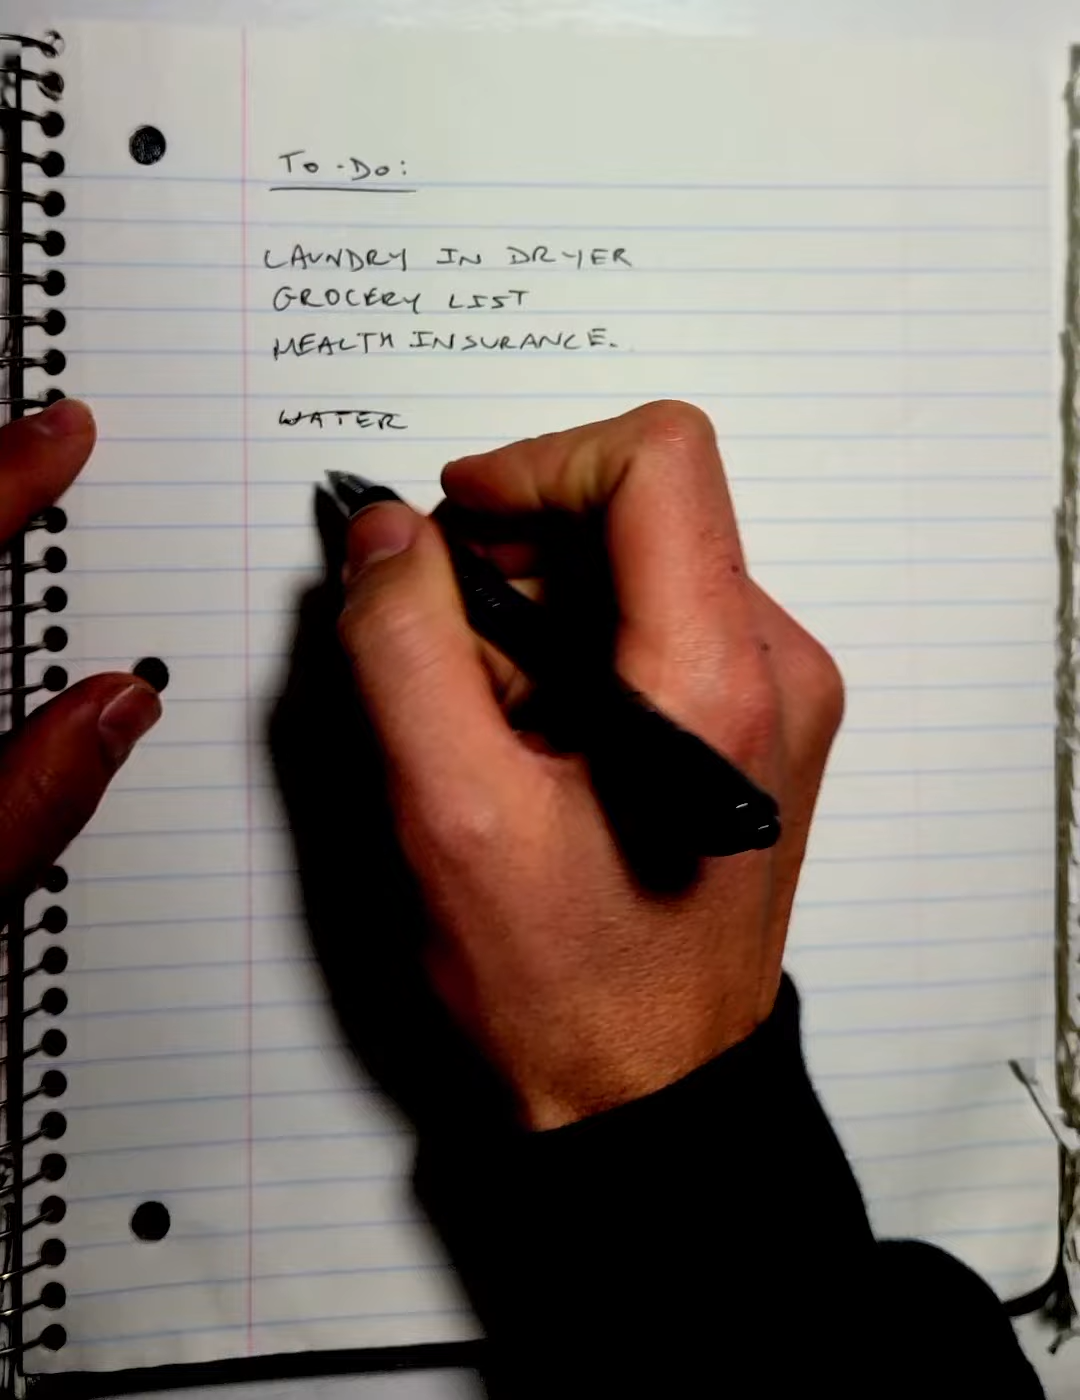 To-Do:
LAUNDRY IN DRYER
GROCERY LIST
HEALTH INSURANCE.
WATER